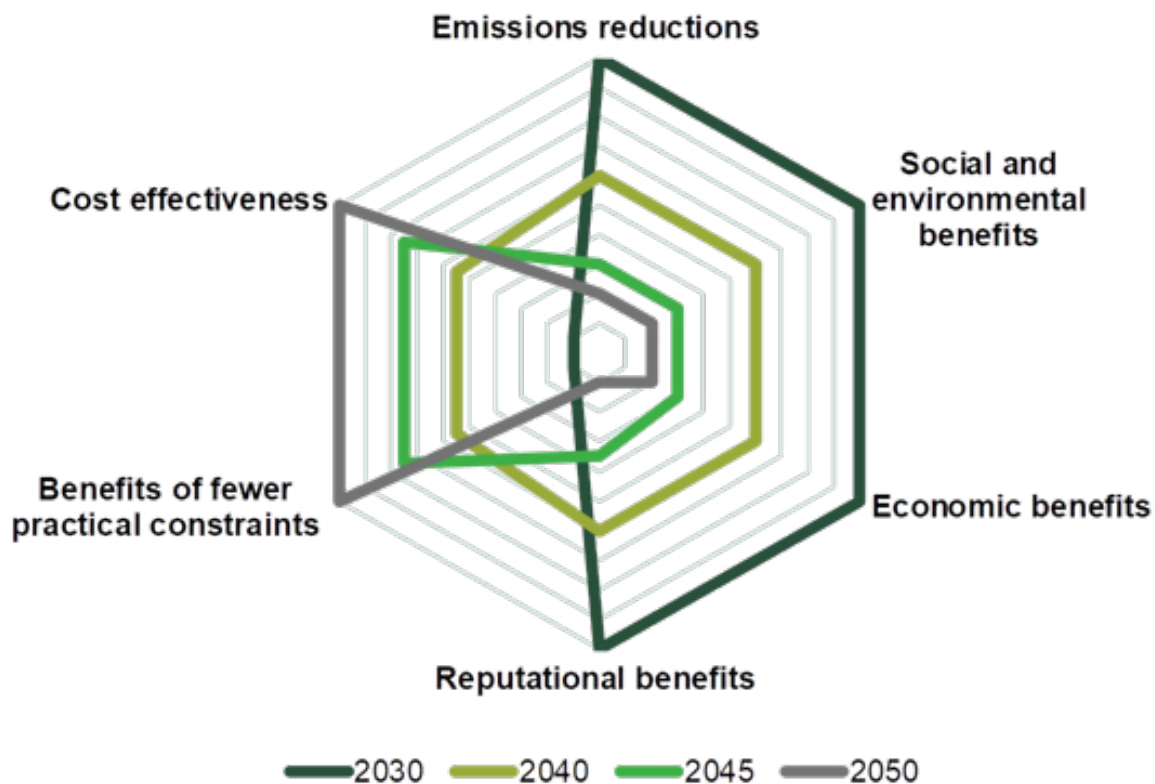 Emissions reductions
Social and
environmental
benefits
Cost effectiveness
Benefits of fewer
practical constraints
Economic benefits
Reputational benefits
2030 2040 2045 2050